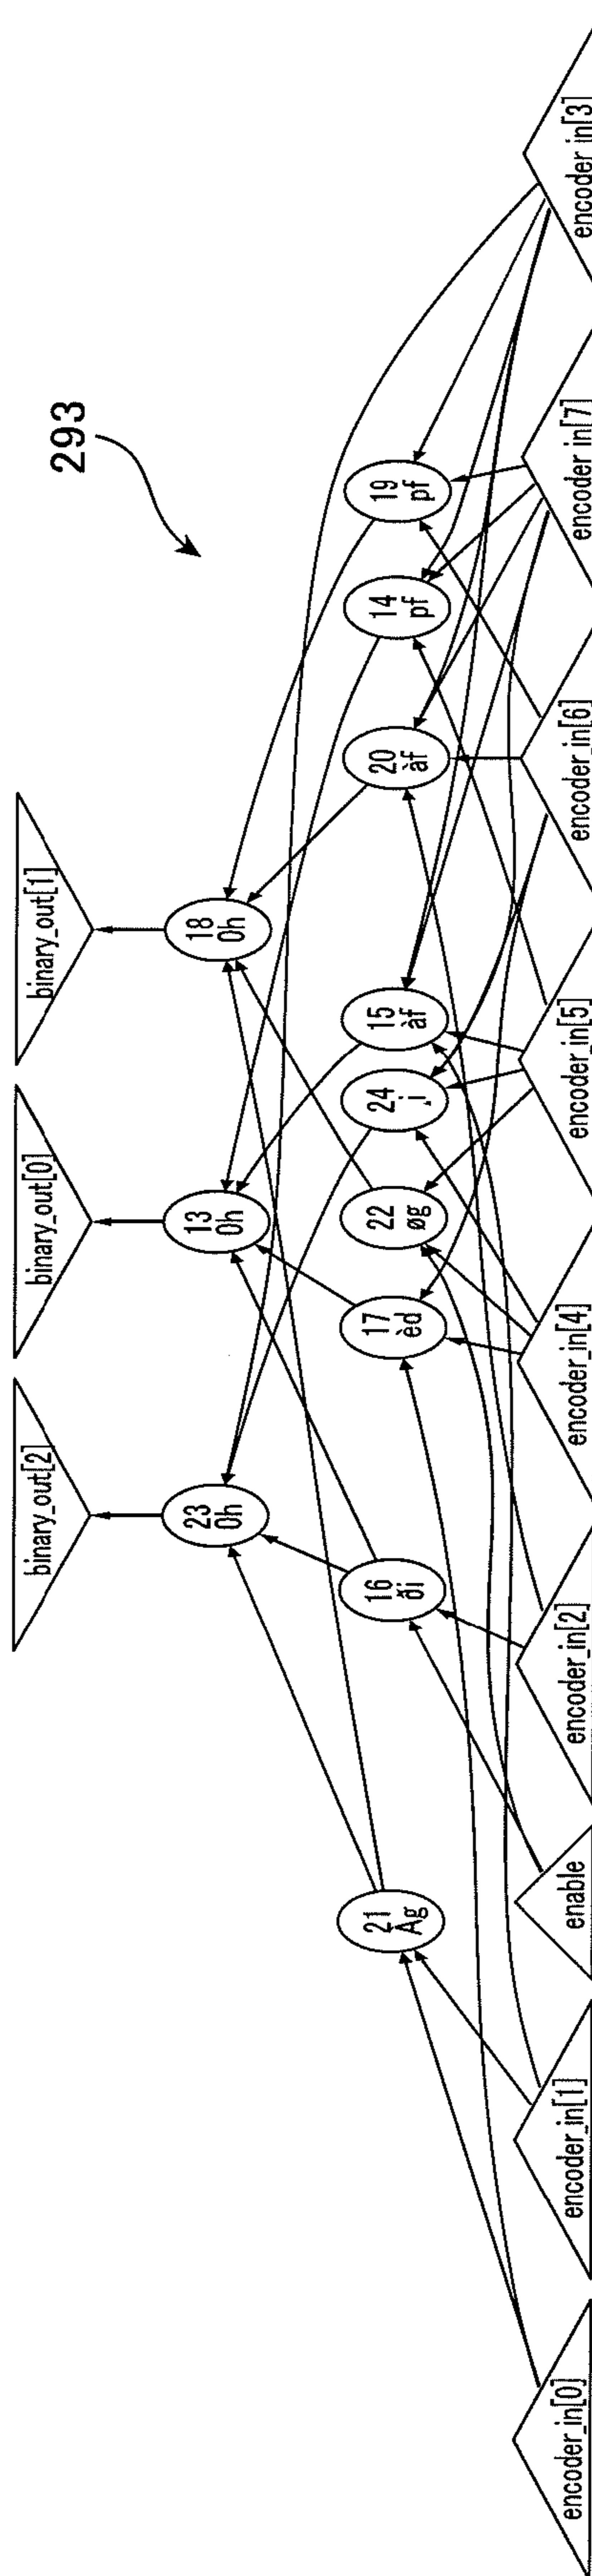 293
binary_out[2]
binary_out[0]
binary_out[1]
23
0h
13
0h
18
0h
21
Ag
16
ði
17
èd
22
øg
24
j
15
àf
20
àf
14
pf
19
pf
encoder_in[0]
encoder_in[1]
enable
encoder_in[2]
encoder_in[4]
encoder_in[5]
encoder_in[6]
encoder_in[7]
encoder_in[3]